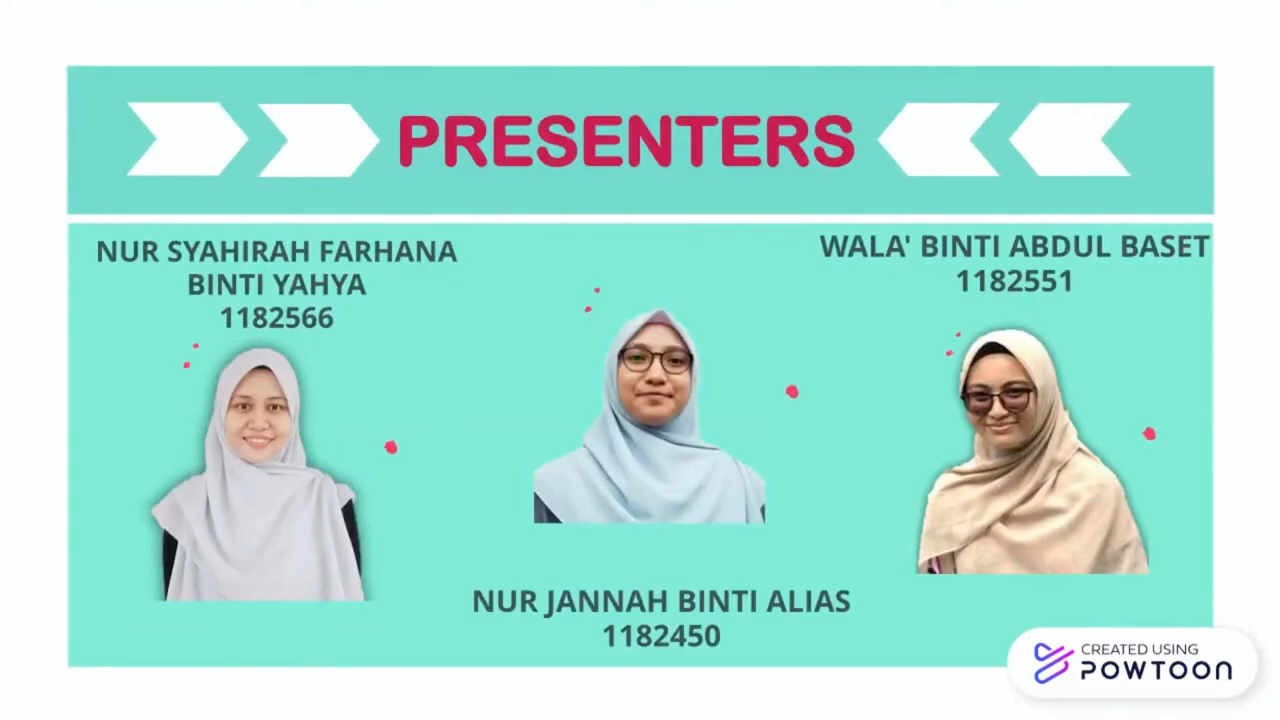 PRESENTERS
NUR SYAHIRAH FARHANA
BINTI YAHYA
1182566
WALA' BINTI ABDUL BASET
1182551
NUR JANNAH BINTI ALIAS
1182450
CREATED USING
POWTOON